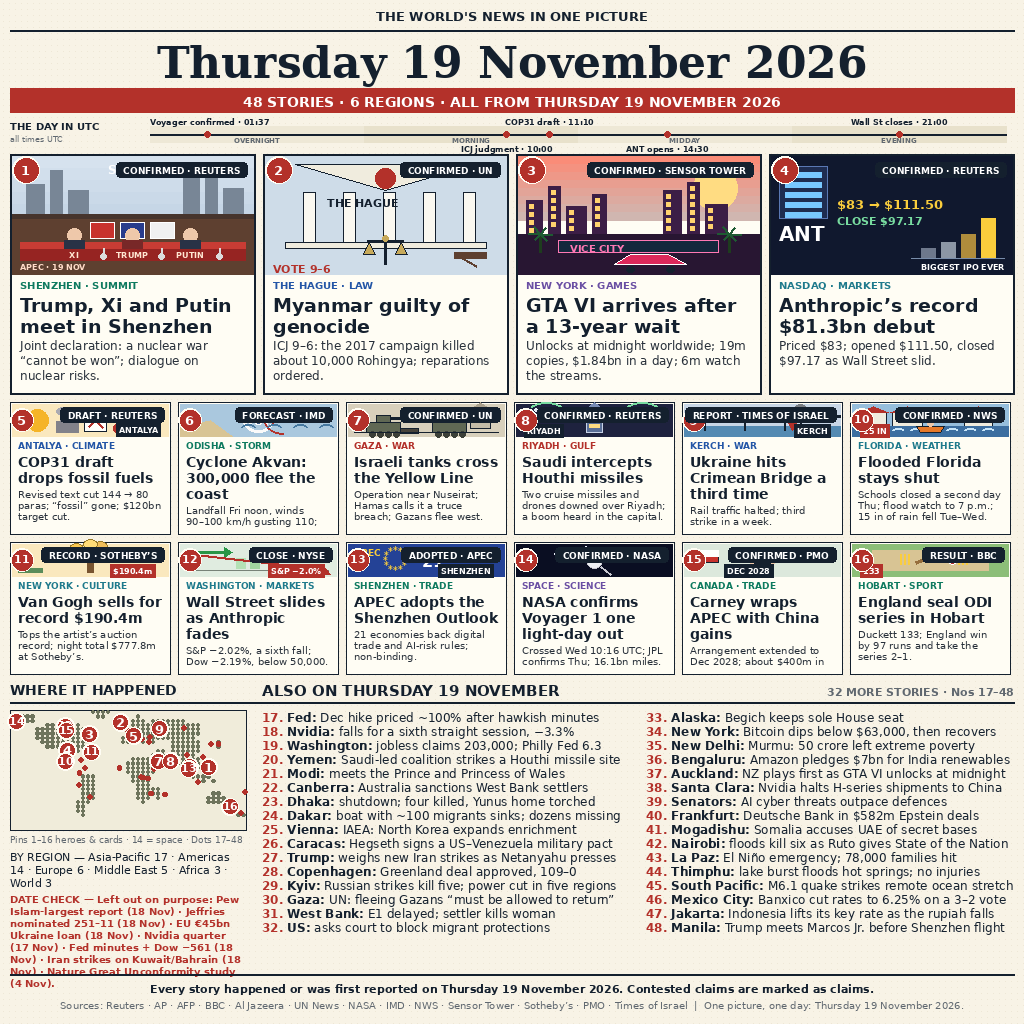 THE WORLD'S NEWS IN ONE PICTURE
Thursday 19 November 2026
48 STORIES · 6 REGIONS · ALL FROM THURSDAY 19 NOVEMBER 2026
THE DAY IN UTC
all times UTC
Voyager confirmed · 01:37
COP31 draft · 11:10
Wall St closes · 21:00
OVERNIGHT
MORNING
MIDDAY
EVENING
ICJ judgment · 10:00
ANT opens · 14:30
1
CONFIRMED · REUTERS
XI
TRUMP
PUTIN
APEC · 19 NOV
SHENZHEN · SUMMIT
Trump, Xi and Putin
meet in Shenzhen
Joint declaration: a nuclear war
“cannot be won”; dialogue on
nuclear risks.
2
CONFIRMED · UN
THE HAGUE
VOTE 9–6
THE HAGUE · LAW
Myanmar guilty of
genocide
ICJ 9–6: the 2017 campaign killed
about 10,000 Rohingya; reparations
ordered.
3
CONFIRMED · SENSOR TOWER
VICE CITY
NEW YORK · GAMES
GTA VI arrives after
a 13-year wait
Unlocks at midnight worldwide; 19m
copies, $1.84bn in a day; 6m watch
the streams.
4
CONFIRMED · REUTERS
$83 → $111.50
CLOSE $97.17
ANT
BIGGEST IPO EVER
NASDAQ · MARKETS
Anthropic’s record
$81.3bn debut
Priced $83; opened $111.50, closed
$97.17 as Wall Street slid.
5
DRAFT · REUTERS
ANTALYA
ANTALYA · CLIMATE
COP31 draft
drops fossil fuels
Revised text cut 144 → 80
paras; “fossil” gone; $120bn
target cut.
6
FORECAST · IMD
ODISHA · STORM
Cyclone Akvan:
300,000 flee the
coast
Landfall Fri noon, winds
90–100 km/h gusting 110;
7
CONFIRMED · UN
GAZA · WAR
Israeli tanks cross
the Yellow Line
Operation near Nuseirat;
Hamas calls it a truce
breach; Gazans flee west.
8
CONFIRMED · REUTERS
RIYADH
RIYADH · GULF
Saudi intercepts
Houthi missiles
Two cruise missiles and
drones downed over Riyadh;
a boom heard in the capital.
REPORT · TIMES OF ISRAEL
KERCH
KERCH · WAR
Ukraine hits
Crimean Bridge a
third time
Rail traffic halted; third
strike in a week.
10
CONFIRMED · NWS
15 IN
FLORIDA · WEATHER
Flooded Florida
stays shut
Schools closed a second day
Thu; flood watch to 7 p.m.;
15 in of rain fell Tue–Wed.
11
RECORD · SOTHEBY’S
$190.4m
NEW YORK · CULTURE
Van Gogh sells for
record $190.4m
Tops the artist’s auction
record; night total $777.8m
at Sotheby’s.
12
CLOSE · NYSE
S&P −2.0%
WASHINGTON · MARKETS
Wall Street slides
as Anthropic
fades
S&P −2.02%, a sixth fall;
Dow −2.19%, below 50,000.
13
ADOPTED · APEC
SHENZHEN
SHENZHEN · TRADE
APEC adopts the
Shenzhen Outlook
21 economies back digital
trade and AI-risk rules;
non-binding.
14
CONFIRMED · NASA
SPACE · SCIENCE
NASA confirms
Voyager 1 one
light-day out
Crossed Wed 10:16 UTC; JPL
confirms Thu; 16.1bn miles.
15
CONFIRMED · PMO
DEC 2028
CANADA · TRADE
Carney wraps
APEC with China
gains
Arrangement extended to
Dec 2028; about $400m in
16
RESULT · BBC
133
HOBART · SPORT
England seal ODI
series in Hobart
Duckett 133; England win
by 97 runs and take the
series 2–1.
WHERE IT HAPPENED
14
15
3
2
5
9
4
11
10
7
8
13
1
16
Pins 1–16 heroes & cards · 14 = space · Dots 17–48
BY REGION — Asia-Pacific 17 · Americas
14 · Europe 6 · Middle East 5 · Africa 3 ·
World 3
DATE CHECK — Left out on purpose: Pew
Islam-largest report (18 Nov) · Jeffries
nominated 251–11 (18 Nov) · EU €45bn
Ukraine loan (18 Nov) · Nvidia quarter
(17 Nov) · Fed minutes + Dow −561 (18
Nov) · Iran strikes on Kuwait/Bahrain (18
Nov) · Nature Great Unconformity study
(4 Nov).
ALSO ON THURSDAY 19 NOVEMBER
32 MORE STORIES · Nos 17–48
17. Fed: Dec hike priced ~100% after hawkish minutes
18. Nvidia: falls for a sixth straight session, −3.3%
19. Washington: jobless claims 203,000; Philly Fed 6.3
20. Yemen: Saudi-led coalition strikes a Houthi missile site
21. Modi: meets the Prince and Princess of Wales
22. Canberra: Australia sanctions West Bank settlers
23. Dhaka: shutdown; four killed, Yunus home torched
24. Dakar: boat with ~100 migrants sinks; dozens missing
25. Vienna: IAEA: North Korea expands enrichment
26. Caracas: Hegseth signs a US–Venezuela military pact
27. Trump: weighs new Iran strikes as Netanyahu presses
28. Copenhagen: Greenland deal approved, 109–0
29. Kyiv: Russian strikes kill five; power cut in five regions
30. Gaza: UN: fleeing Gazans “must be allowed to return”
31. West Bank: E1 delayed; settler kills woman
32. US: asks court to block migrant protections
33. Alaska: Begich keeps sole House seat
34. New York: Bitcoin dips below $63,000, then recovers
35. New Delhi: Murmu: 50 crore left extreme poverty
36. Bengaluru: Amazon pledges $7bn for India renewables
37. Auckland: NZ plays first as GTA VI unlocks at midnight
38. Santa Clara: Nvidia halts H-series shipments to China
39. Senators: AI cyber threats outpace defences
40. Frankfurt: Deutsche Bank in $582m Epstein deals
41. Mogadishu: Somalia accuses UAE of secret bases
42. Nairobi: floods kill six as Ruto gives State of the Nation
43. La Paz: El Niño emergency; 78,000 families hit
44. Thimphu: lake burst floods hot springs; no injuries
45. South Pacific: M6.1 quake strikes remote ocean stretch
46. Mexico City: Banxico cut rates to 6.25% on a 3–2 vote
47. Jakarta: Indonesia lifts its key rate as the rupiah falls
48. Manila: Trump meets Marcos Jr. before Shenzhen flight
Every story happened or was first reported on Thursday 19 November 2026. Contested claims are marked as claims.
Sources: Reuters · AP · AFP · BBC · Al Jazeera · UN News · NASA · IMD · NWS · Sensor Tower · Sotheby’s · PMO · Times of Israel | One picture, one day: Thursday 19 November 2026.